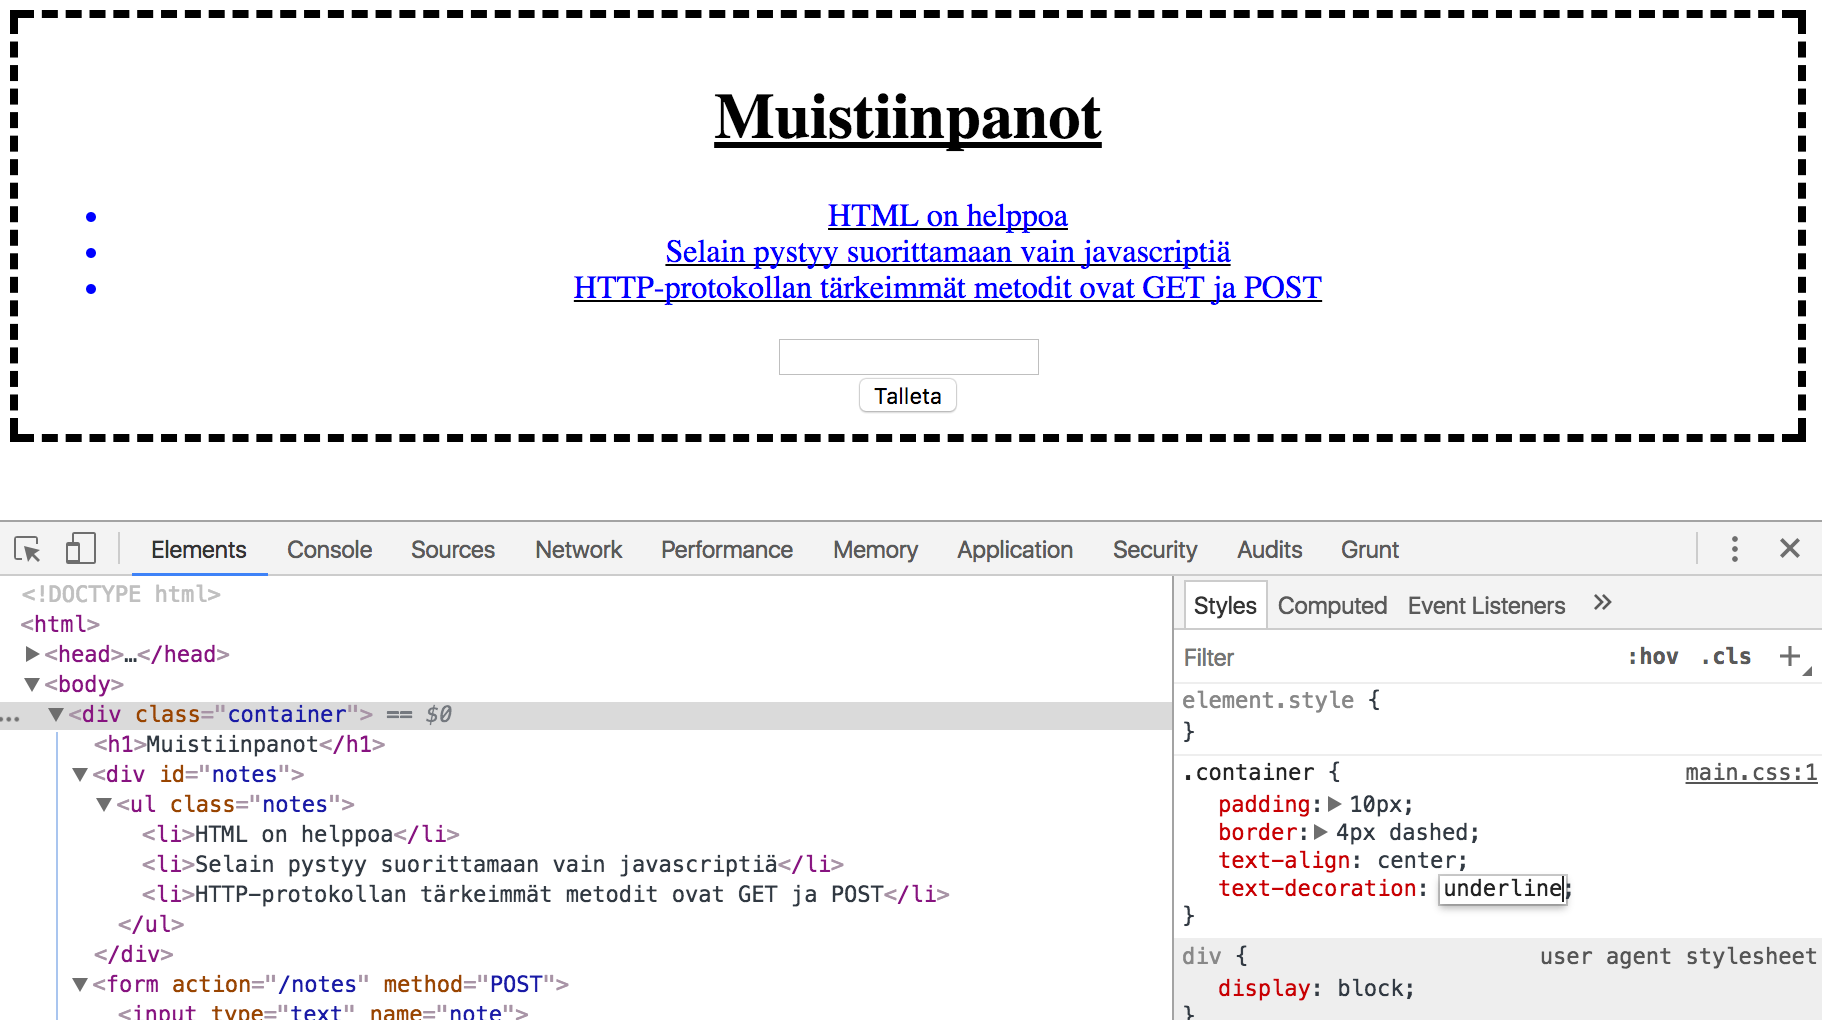 Muistiinpanot
• HTML on helppoa
• Selain pystyy suorittamaan vain javascriptiä
• HTTP-protokollan tärkeimmät metodit ovat GET ja POST
Talleta
Elements Console Sources Network Performance Memory Application Security Audits Grunt
<!DOCTYPE html>
<html>
<head>…</head>
<body>
… <div class="container"> == $0
<h1>Muistiinpanot</h1>
<div id="notes">
<ul class="notes">
<li>HTML on helppoa</li>
<li>Selain pystyy suorittamaan vain javascriptiä</li>
<li>HTTP-protokollan tärkeimmät metodit ovat GET ja POST</li>
</ul>
</div>
<form action="/notes" method="POST">
<input type="text" name="note">
Styles Computed Event Listeners »
Filter :hov .cls +
element.style {
}
.container { main.css:1
padding: 10px;
border: 4px dashed;
text-align: center;
text-decoration: underline;
}
div { user agent stylesheet
display: block;
}